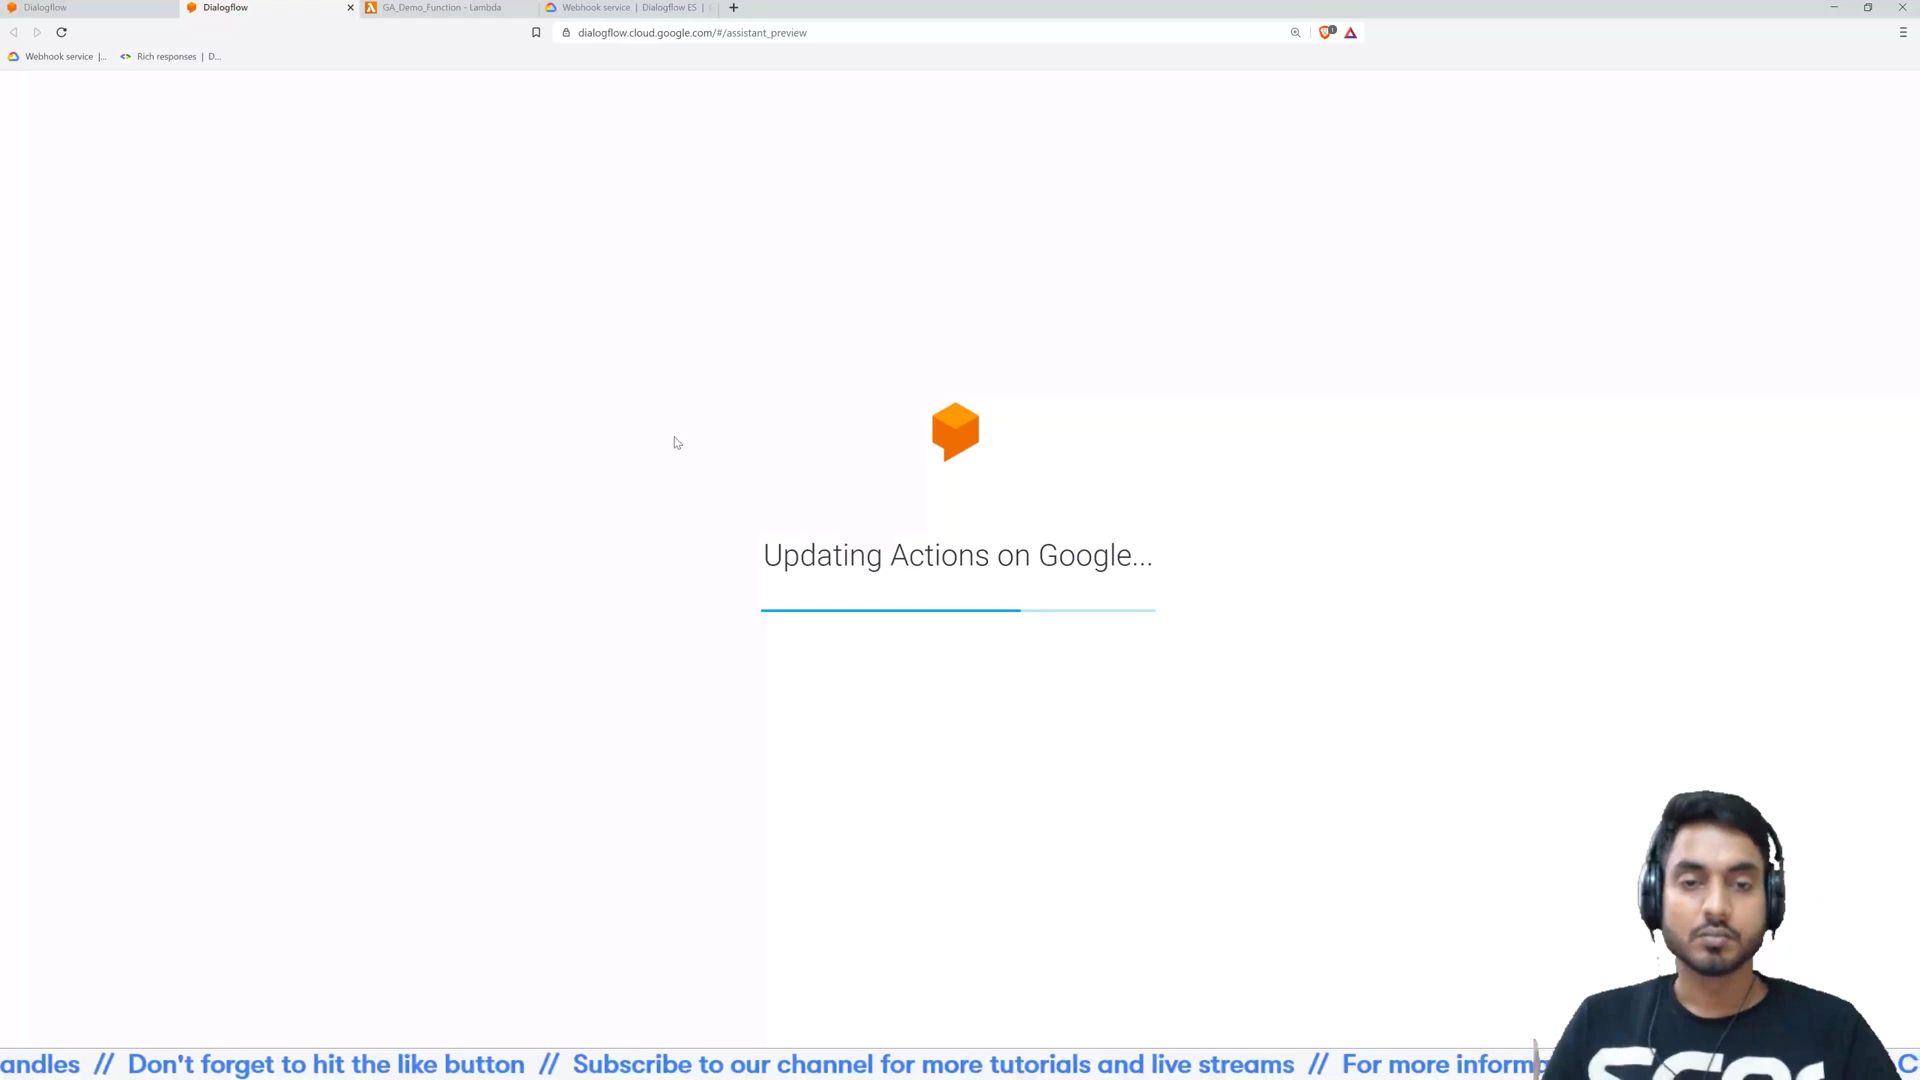 Dialogflow
Dialogflow
GA_Demo_Function - Lambda
Webhook service | Dialogflow ES |
dialogflow.cloud.google.com/#/assistant_preview
Webhook service |...
Rich responses | D...
Updating Actions on Google...
andles // Don't forget to hit the like button // Subscribe to our channel for more tutorials and live streams // For more informa C